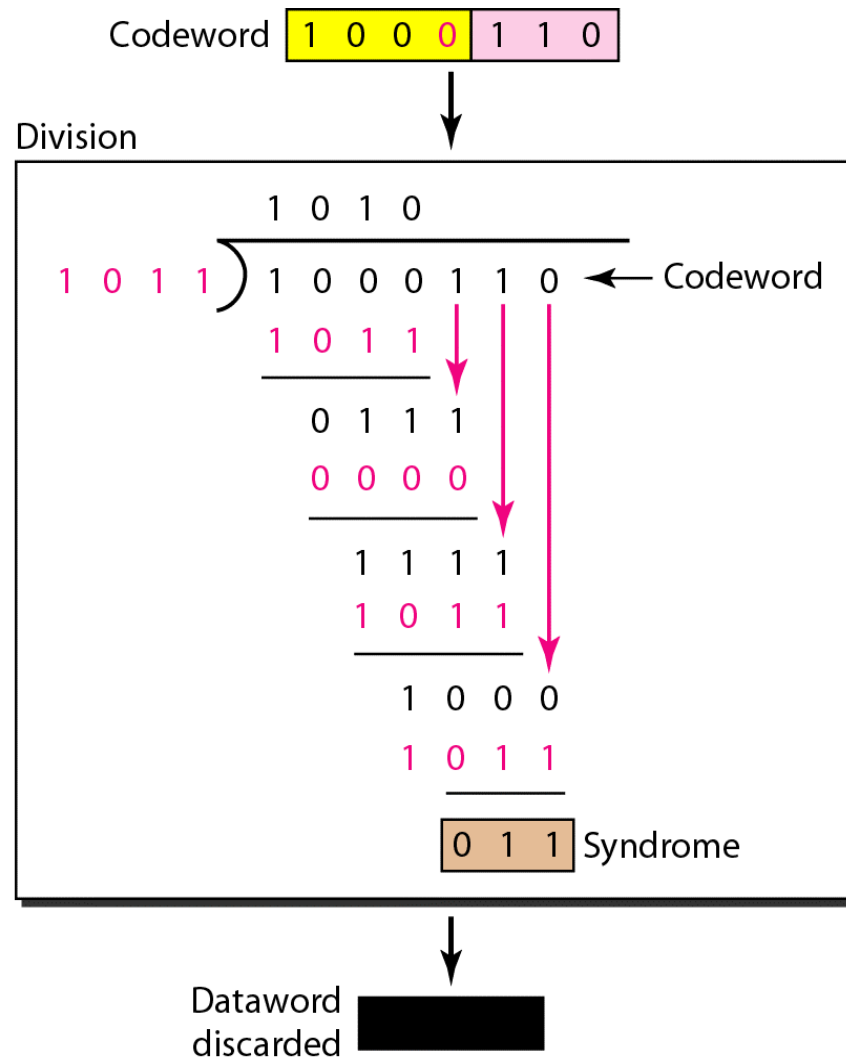 Codeword 1 0 0 0 1 1 0
Division
1 0 1 0
1 0 1 1 1 0 0 0 1 1 0 Codeword
1 0 1 1
0 1 1 1
0 0 0 0
1 1 1 1
1 0 1 1
1 0 0 0
1 0 1 1
0 1 1 Syndrome
Dataword
discarded